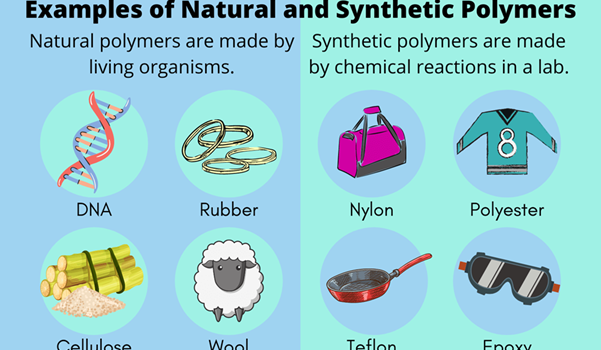 Examples of Natural and Synthetic Polymers
Natural polymers are made by
living organisms.
Synthetic polymers are made
by chemical reactions in a lab.
DNA
Rubber
Nylon
Polyester
8
Cellulose
Wool
Teflon
Epoxy